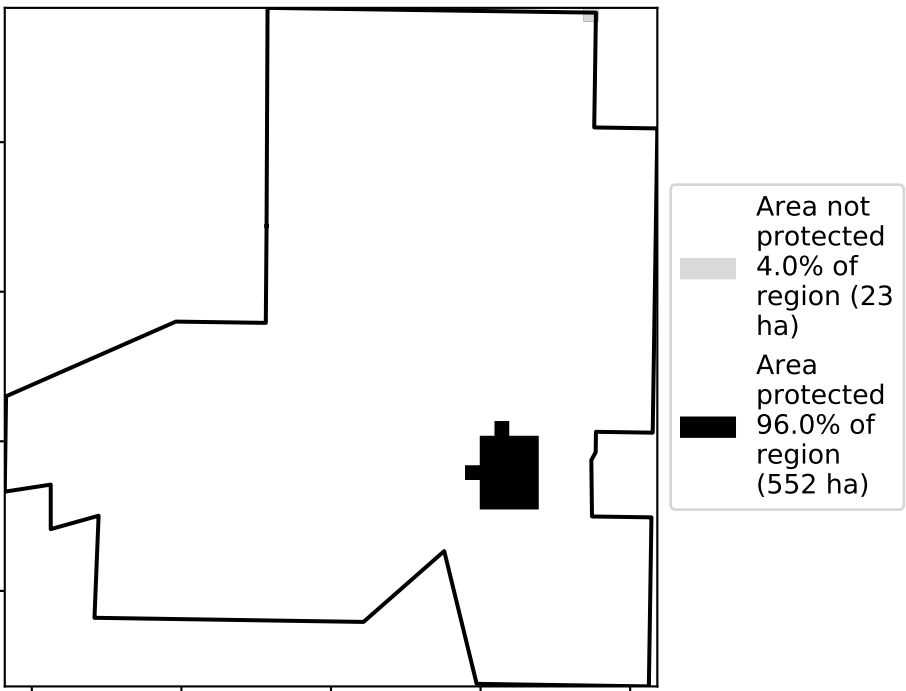 Area not
protected
4.0% of
region (23
ha)
Area
protected
96.0% of
region
(552 ha)